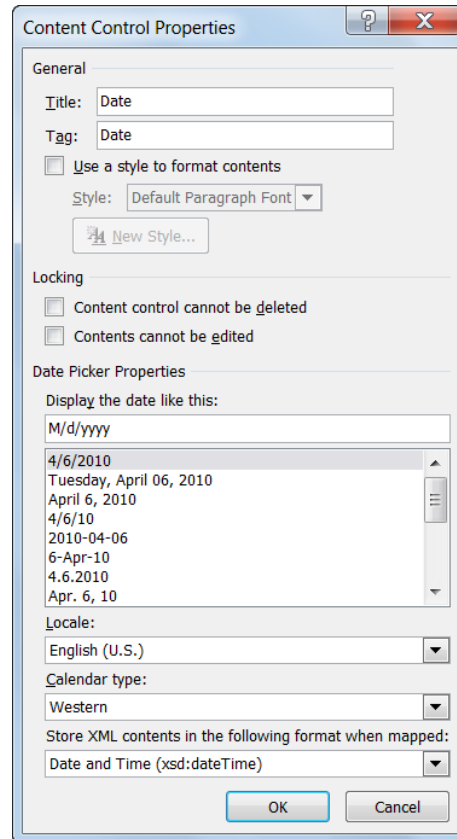 Content Control Properties
General
Title: Date
Tag: Date
Use a style to format contents
Style: Default Paragraph Font
New Style...
Locking
Content control cannot be deleted
Contents cannot be edited
Date Picker Properties
Display the date like this:
M/d/yyyy
4/6/2010
Tuesday, April 06, 2010
April 6, 2010
4/6/10
2010-04-06
6-Apr-10
4.6.2010
Apr. 6, 10
Locale:
English (U.S.)
Calendar type:
Western
Store XML contents in the following format when mapped:
Date and Time (xsd:dateTime)
OK Cancel